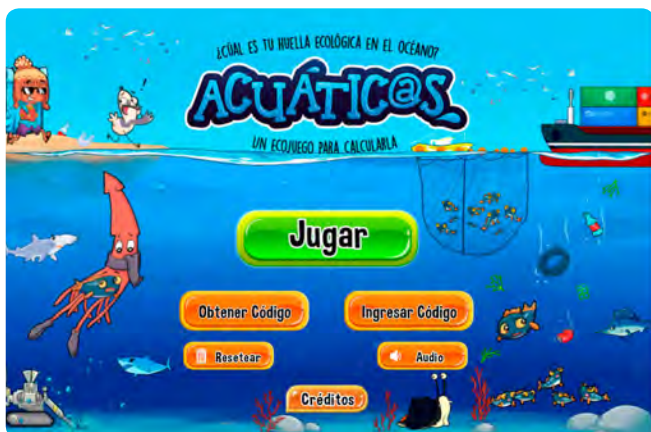 ¿CÚAL ES TU HUELLA ECOLÓGICA EN EL OCÉANO?
ACUÁTIC@S
UN ECOJUEGO PARA CALCULARLA
Jugar
Obtener Código
Ingresar Código
Resetear
Audio
Créditos